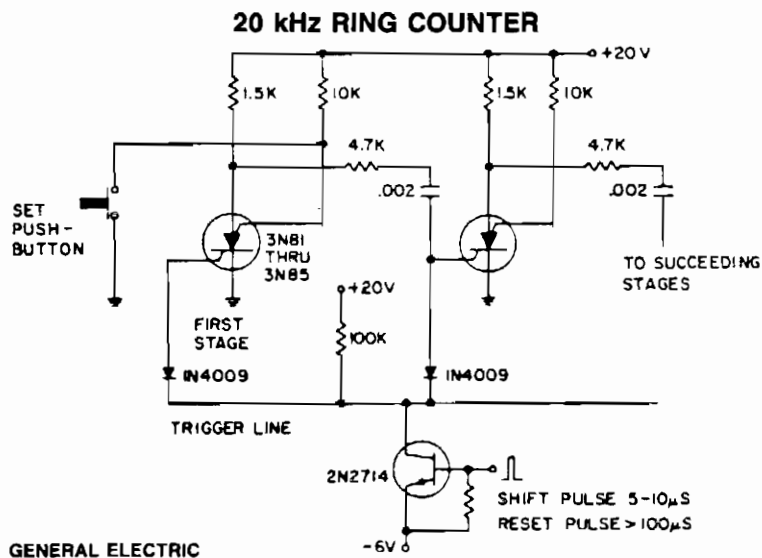 20 kHz RING COUNTER
+20V
1.5K
10K
1.5K
10K
4.7K
4.7K
.002
.002
SET
PUSH-
BUTTON
3N81
THRU
3N85
TO SUCCEEDING
STAGES
+20V
FIRST
STAGE
100K
1N4009
1N4009
TRIGGER LINE
2N2714
SHIFT PULSE 5-10µS
RESET PULSE > 100µS
-6V
GENERAL ELECTRIC